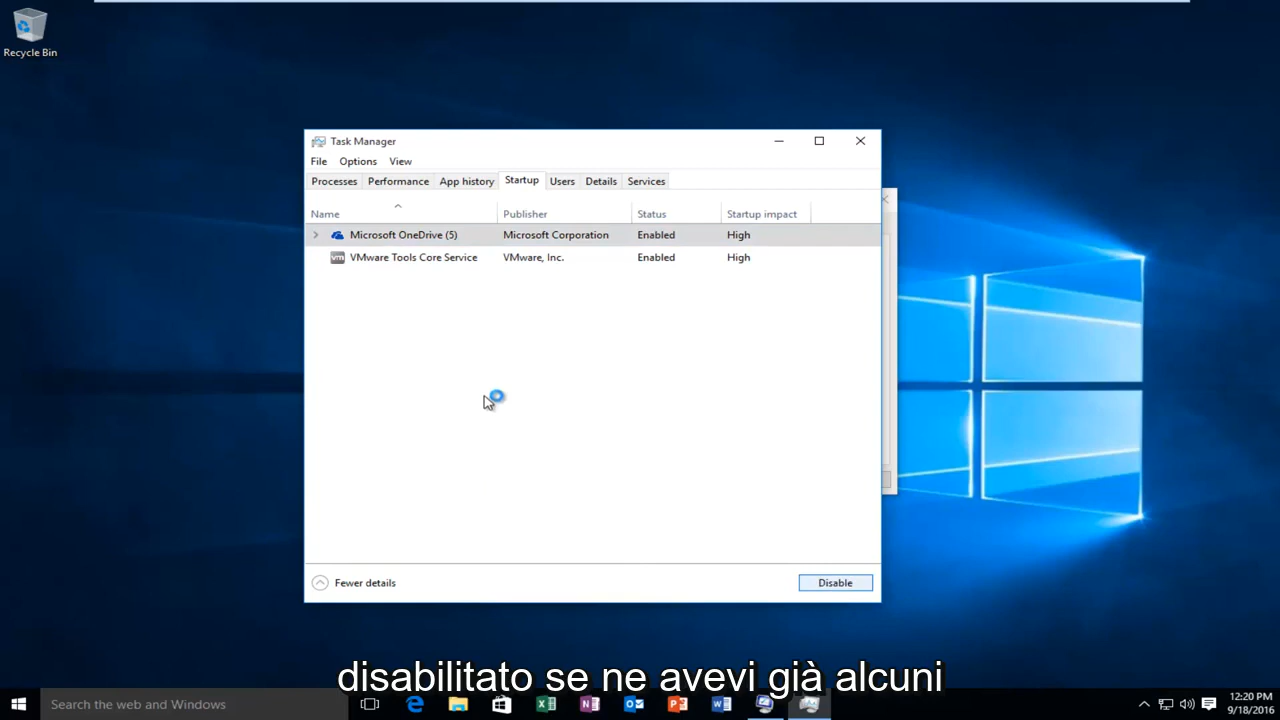 Recycle Bin
Task Manager
File Options View
Processes Performance App history Startup Users Details Services
Name Publisher Status Startup impact
Microsoft OneDrive (5) Microsoft Corporation Enabled High
vm VMware Tools Core Service VMware, Inc. Enabled High
Fewer details Disable
disabilitato se ne avevi già alcuni
Search the web and Windows
12:20 PM
9/18/2016